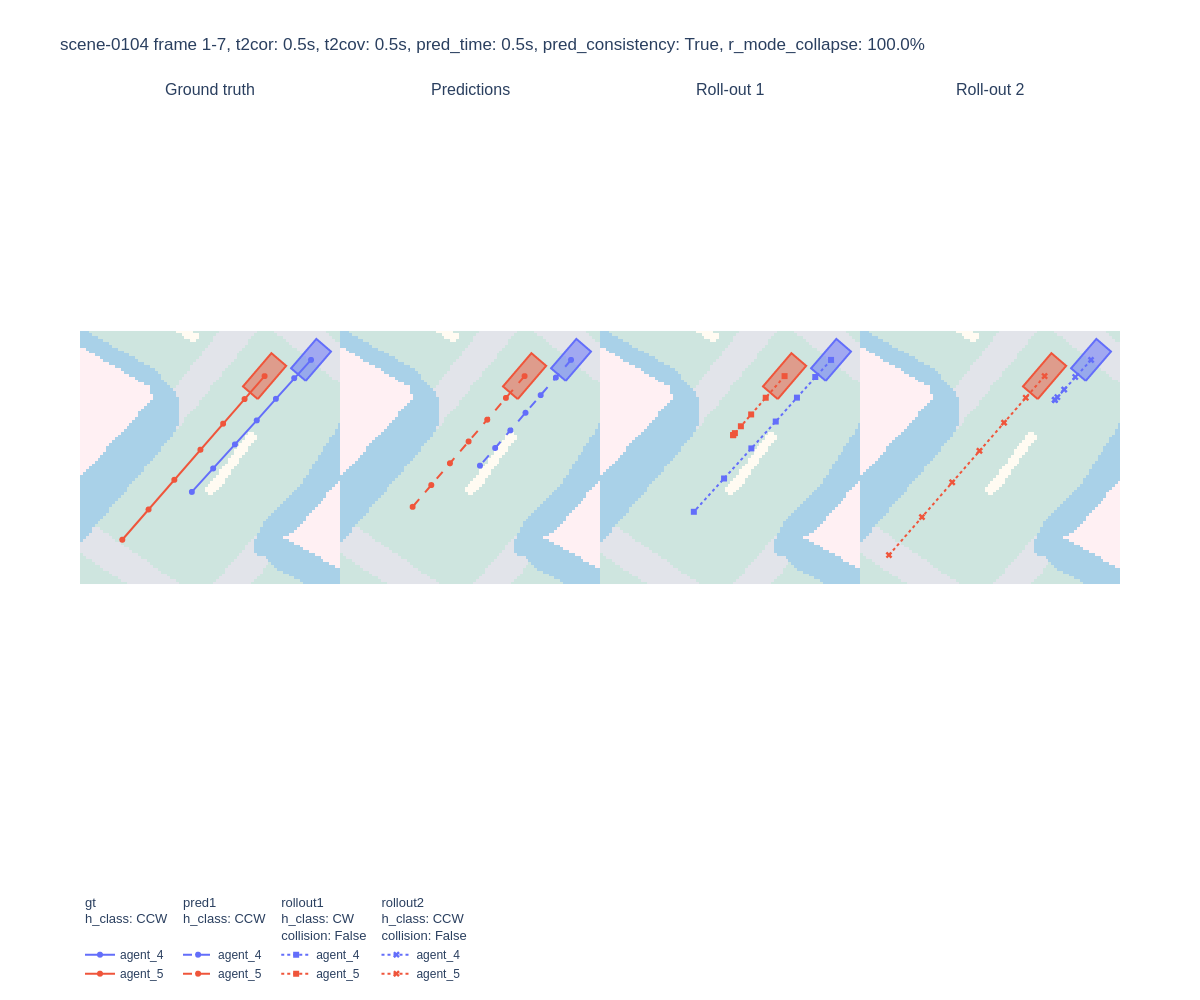 scene-0104 frame 1-7, t2cor: 0.5s, t2cov: 0.5s, pred_time: 0.5s, pred_consistency: True, r_mode_collapse: 100.0%
Ground truth
Predictions
Roll-out 1
Roll-out 2
gt
h_class: CCW
agent_4
agent_5
pred1
h_class: CCW
agent_4
agent_5
rollout1
h_class: CW
collision: False
agent_4
agent_5
rollout2
h_class: CCW
collision: False
agent_4
agent_5